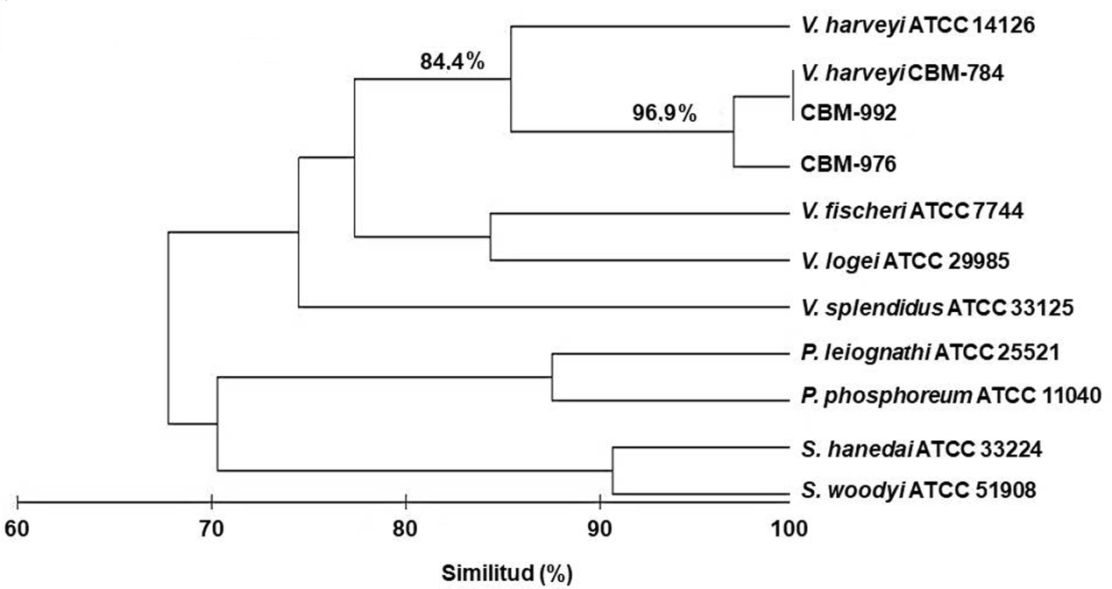 V. harveyi ATCC 14126
84.4%
V. harveyi CBM-784
96.9%
CBM-992
CBM-976
V. fischeri ATCC 7744
V. logei ATCC 29985
V. splendidus ATCC 33125
P. leiognathi ATCC 25521
P. phosphoreum ATCC 11040
S. hanedai ATCC 33224
S. woodyi ATCC 51908
60 70 80 90 100
Similitud (%)